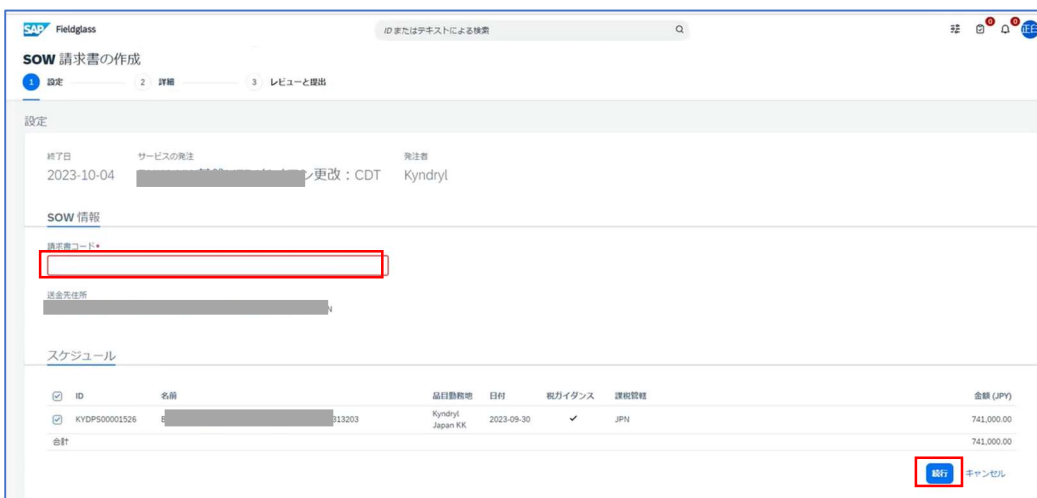 SAP Fieldglass
IDまたはテキストによる検索
0 0
SOW 請求書の作成
1 設定 2 詳細 3 レビューと提出
設定
終了日 サービスの発注 発注者
2023-10-04 更改：CDT Kyndryl
SOW 情報
請求書コード*
送金先住所
N
スケジュール
ID 名前 品目勤務地 日付 税ガイダンス 課税管轄 金額 (JPY)
KYDPS00001526 313203 Kyndryl Japan KK 2023-09-30 JPN 741,000.00
合計 741,000.00
続行 キャンセル